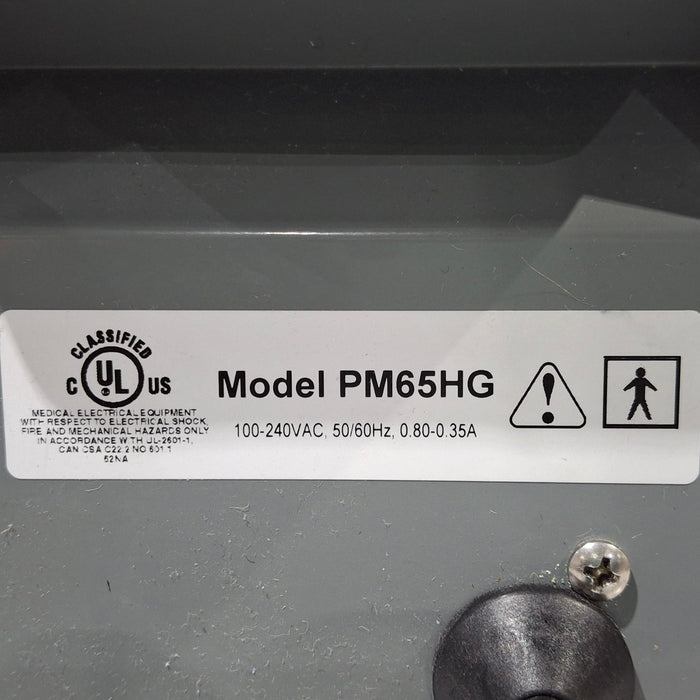 CLASSIFIED
C UL US
MEDICAL ELECTRICAL EQUIPMENT
WITH RESPECT TO ELECTRICAL SHOCK,
FIRE AND MECHANICAL HAZARDS ONLY
IN ACCORDANCE WITH UL-2601-1,
CAN CSA C22.2 NO 601.1
52NA
Model PM65HG
100-240VAC, 50/60Hz, 0.80-0.35A